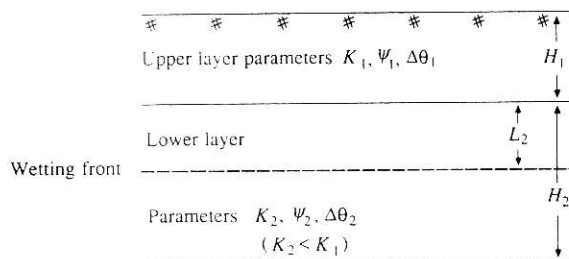 Upper layer parameters K₁, Ψ₁, Δθ₁
H₁
Lower layer
L₂
Wetting front
H₂
Parameters K₂, Ψ₂, Δθ₂
(K₂ < K₁)